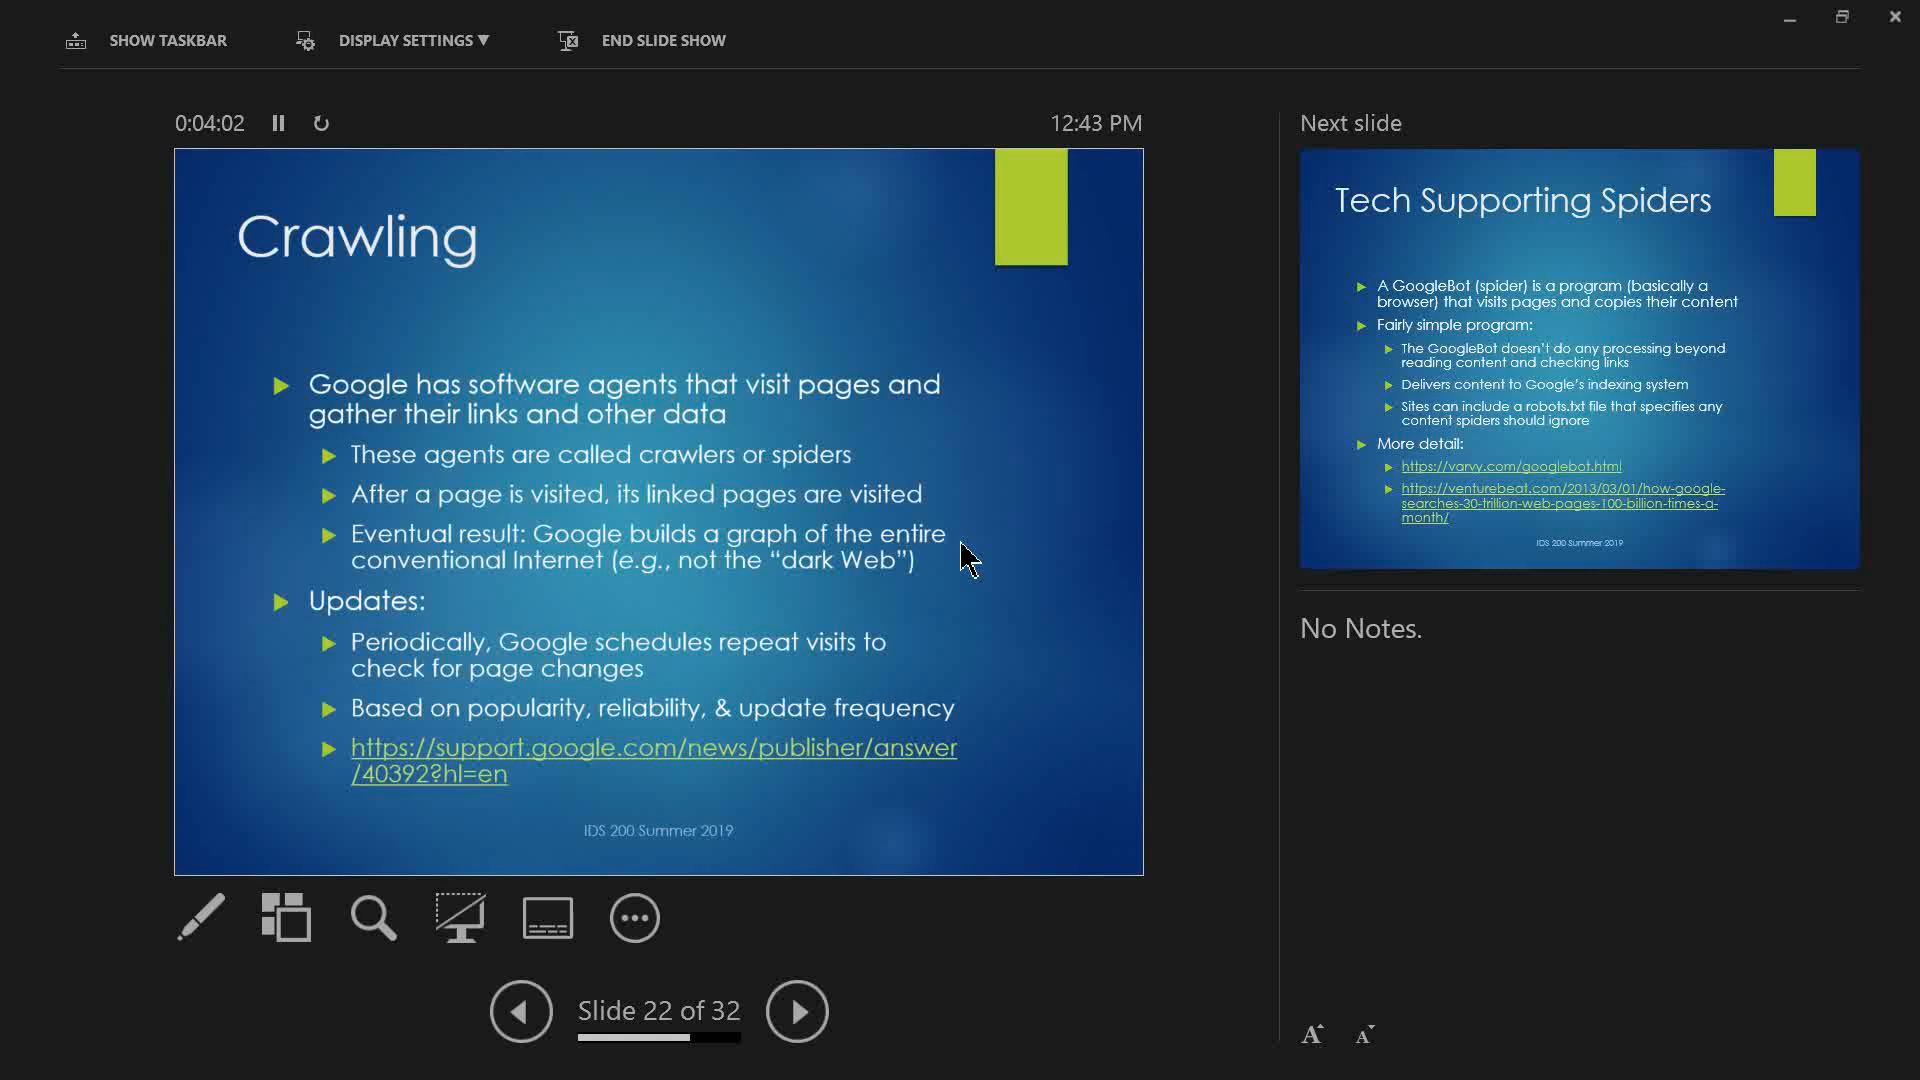 SHOW TASKBAR
DISPLAY SETTINGS ▼
END SLIDE SHOW
0:04:02
12:43 PM
Crawling
Google has software agents that visit pages and
gather their links and other data
These agents are called crawlers or spiders
After a page is visited, its linked pages are visited
Eventual result: Google builds a graph of the entire
conventional Internet (e.g., not the “dark Web”)
Updates:
Periodically, Google schedules repeat visits to
check for page changes
Based on popularity, reliability, & update frequency
https://support.google.com/news/publisher/answer
/40392?hl=en
IDS 200 Summer 2019
Slide 22 of 32
Next slide
Tech Supporting Spiders
A GoogleBot (spider) is a program (basically a
browser) that visits pages and copies their content
Fairly simple program:
The GoogleBot doesn’t do any processing beyond
reading content and checking links
Delivers content to Google’s indexing system
Sites can include a robots.txt file that specifies any
content spiders should ignore
More detail:
https://varvy.com/googlebot.html
https://venturebeat.com/2013/03/01/how-google-
searches-30-trillion-web-pages-100-billion-times-a-
month/
IDS 200 Summer 2019
No Notes.
A A